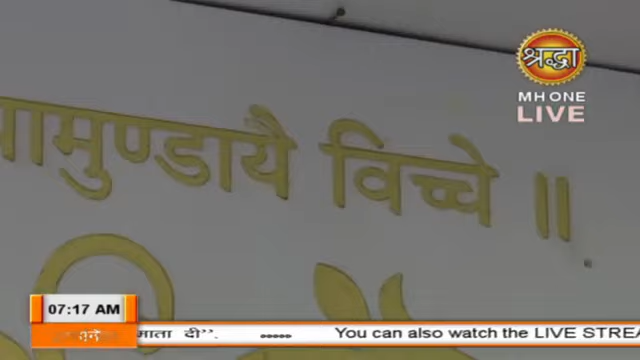 श्रद्धा
MH ONE
LIVE
ामुण्डायै विच्चे ॥
07:17 AM
माता दी’’. You can also watch the LIVE STREA